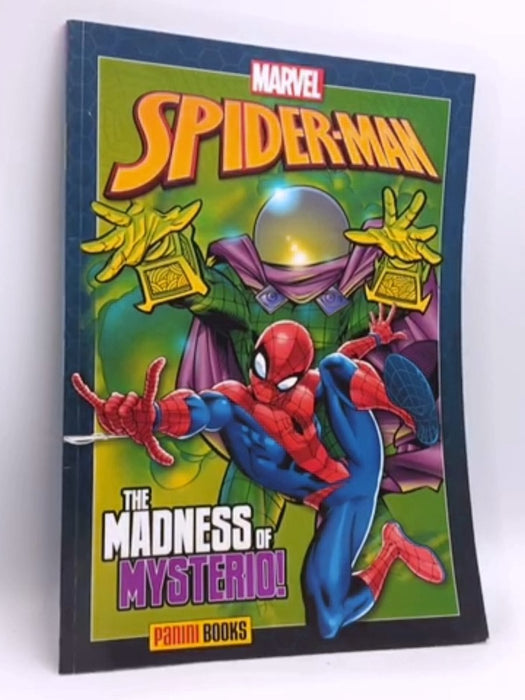 MARVEL
SPIDER-MAN
THE
MADNESS OF
MYSTERIO!
PANINI BOOKS